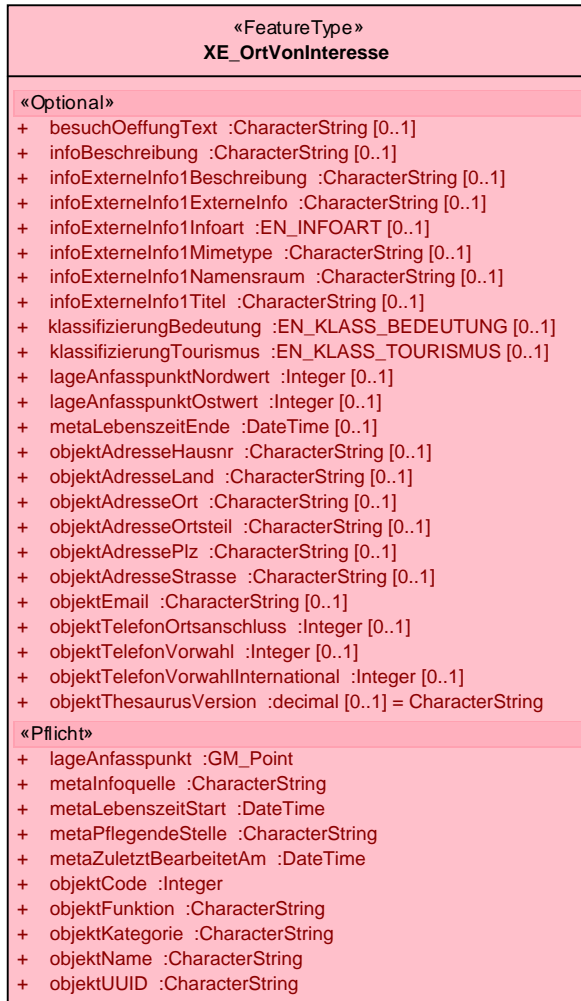 «FeatureType»
XE_OrtVonInteresse
«Optional»
+ besuchOeffungText :CharacterString [0..1]
+ infoBeschreibung :CharacterString [0..1]
+ infoExterneInfo1Beschreibung :CharacterString [0..1]
+ infoExterneInfo1ExterneInfo :CharacterString [0..1]
+ infoExterneInfo1Infoart :EN_INFOART [0..1]
+ infoExterneInfo1Mimetype :CharacterString [0..1]
+ infoExterneInfo1Namensraum :CharacterString [0..1]
+ infoExterneInfo1Titel :CharacterString [0..1]
+ klassifizierungBedeutung :EN_KLASS_BEDEUTUNG [0..1]
+ klassifizierungTourismus :EN_KLASS_TOURISMUS [0..1]
+ lageAnfasspunktNordwert :Integer [0..1]
+ lageAnfasspunktOstwert :Integer [0..1]
+ metaLebenszeitEnde :DateTime [0..1]
+ objektAdresseHausnr :CharacterString [0..1]
+ objektAdresseLand :CharacterString [0..1]
+ objektAdresseOrt :CharacterString [0..1]
+ objektAdresseOrtsteil :CharacterString [0..1]
+ objektAdressePlz :CharacterString [0..1]
+ objektAdresseStrasse :CharacterString [0..1]
+ objektEmail :CharacterString [0..1]
+ objektTelefonOrtsanschluss :Integer [0..1]
+ objektTelefonVorwahl :Integer [0..1]
+ objektTelefonVorwahlInternational :Integer [0..1]
+ objektThesaurusVersion :decimal [0..1] = CharacterString
«Pflicht»
+ lageAnfasspunkt :GM_Point
+ metaInfoquelle :CharacterString
+ metaLebenszeitStart :DateTime
+ metaPflegendeStelle :CharacterString
+ metaZuletztBearbeitetAm :DateTime
+ objektCode :Integer
+ objektFunktion :CharacterString
+ objektKategorie :CharacterString
+ objektName :CharacterString
+ objektUUID :CharacterString